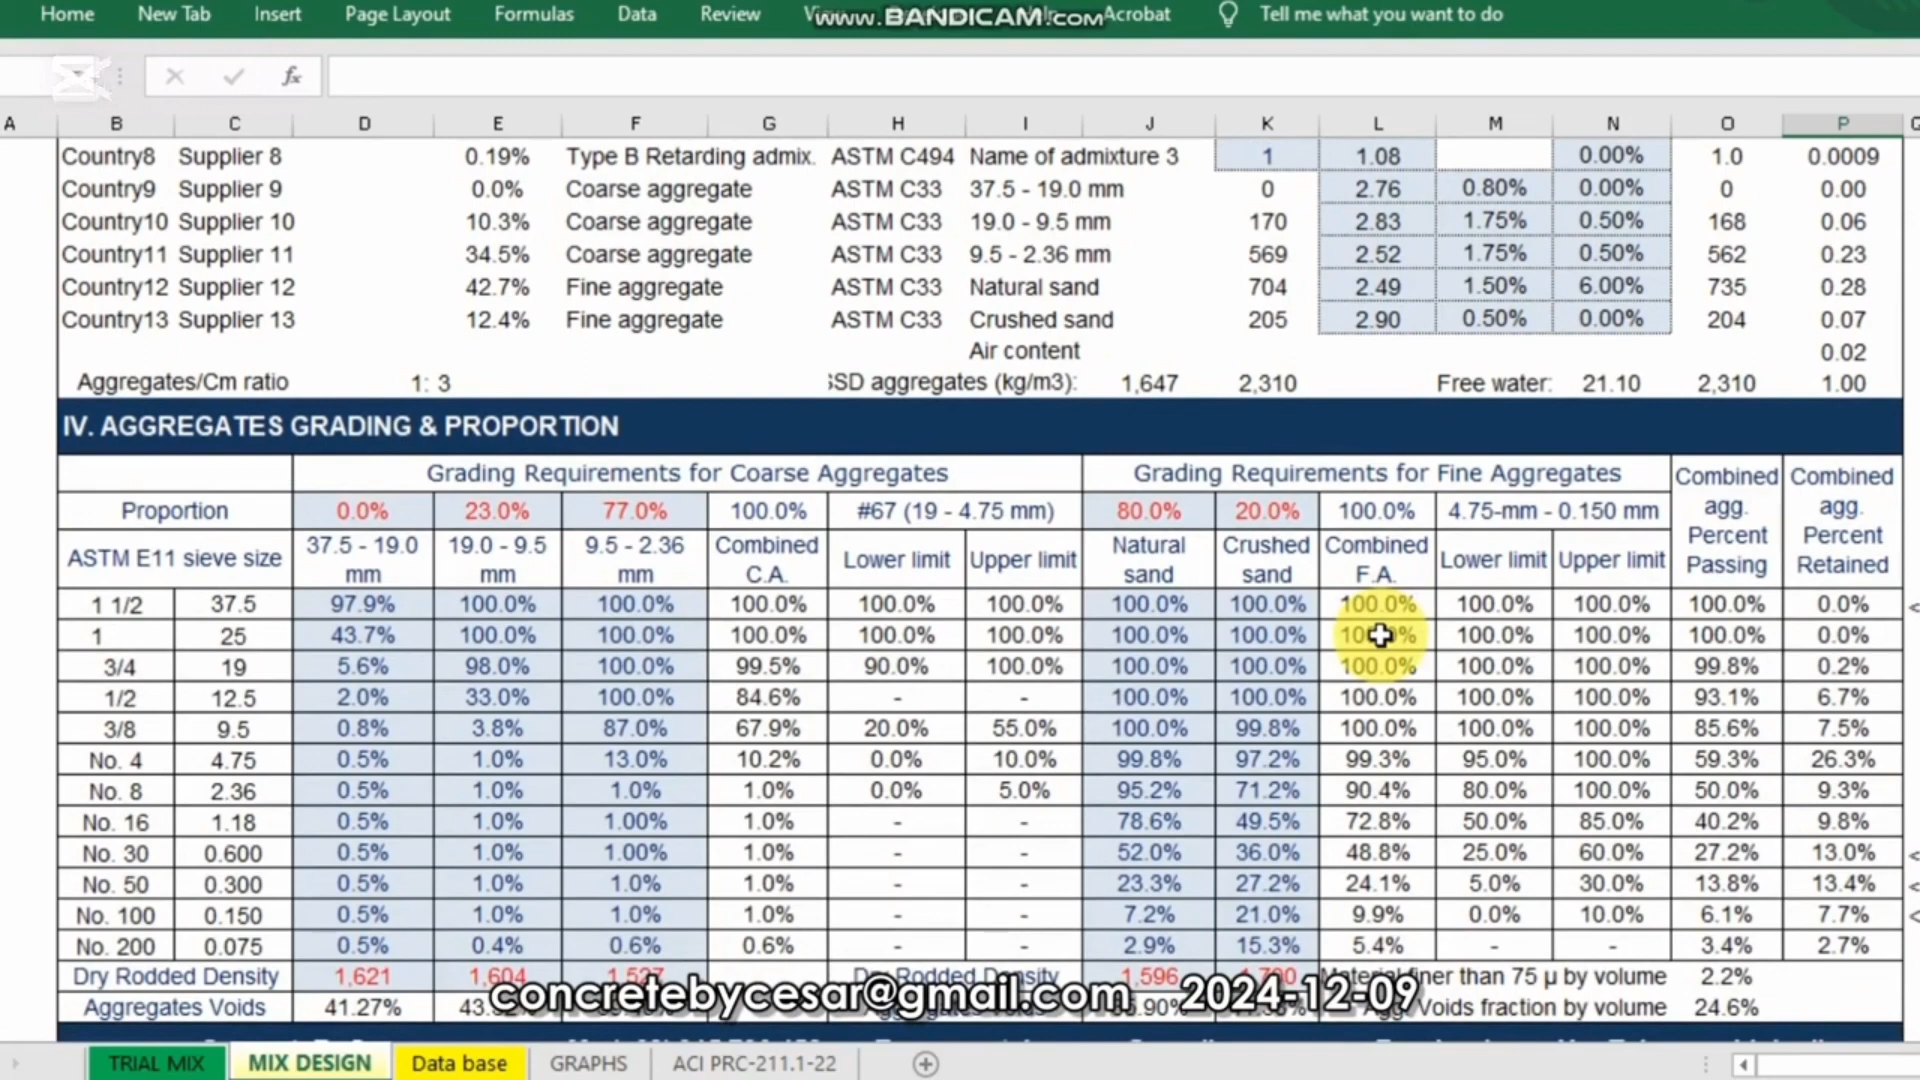 Home New Tab Insert Page Layout Formulas Data Review www.BANDICAM.com Acrobat Tell me what you want to do
fx
A B C D E F G H I J K L M N O P
Country8 Supplier 8 0.19% Type B Retarding admix. ASTM C494 Name of admixture 3 1 1.08 0.00% 1.0 0.0009
Country9 Supplier 9 0.0% Coarse aggregate ASTM C33 37.5 - 19.0 mm 0 2.76 0.80% 0.00% 0 0.00
Country10 Supplier 10 10.3% Coarse aggregate ASTM C33 19.0 - 9.5 mm 170 2.83 1.75% 0.50% 168 0.06
Country11 Supplier 11 34.5% Coarse aggregate ASTM C33 9.5 - 2.36 mm 569 2.52 1.75% 0.50% 562 0.23
Country12 Supplier 12 42.7% Fine aggregate ASTM C33 Natural sand 704 2.49 1.50% 6.00% 735 0.28
Country13 Supplier 13 12.4% Fine aggregate ASTM C33 Crushed sand 205 2.90 0.50% 0.00% 204 0.07
Air content 0.02
Aggregates/Cm ratio 1: 3 SSD aggregates (kg/m3): 1,647 2,310 Free water: 21.10 2,310 1.00
IV. AGGREGATES GRADING & PROPORTION
Grading Requirements for Coarse Aggregates Grading Requirements for Fine Aggregates Combined agg. Percent Passing Combined agg. Percent Retained
Proportion 0.0% 23.0% 77.0% 100.0% #67 (19 - 4.75 mm) 80.0% 20.0% 100.0% 4.75-mm - 0.150 mm
ASTM E11 sieve size 37.5 - 19.0 mm 19.0 - 9.5 mm 9.5 - 2.36 mm Combined C.A. Lower limit Upper limit Natural sand Crushed sand Combined F.A. Lower limit Upper limit
1 1/2 37.5 97.9% 100.0% 100.0% 100.0% 100.0% 100.0% 100.0% 100.0% 100.0% 100.0% 100.0% 100.0% 0.0% <
1 25 43.7% 100.0% 100.0% 100.0% 100.0% 100.0% 100.0% 100.0% 100.0% 100.0% 100.0% 0.0%
3/4 19 5.6% 98.0% 100.0% 99.5% 90.0% 100.0% 100.0% 100.0% 100.0% 100.0% 100.0% 99.8% 0.2%
1/2 12.5 2.0% 33.0% 100.0% 84.6% - - 100.0% 100.0% 100.0% 100.0% 100.0% 93.1% 6.7%
3/8 9.5 0.8% 3.8% 87.0% 67.9% 20.0% 55.0% 100.0% 99.8% 100.0% 100.0% 100.0% 85.6% 7.5%
No. 4 4.75 0.5% 1.0% 13.0% 10.2% 0.0% 10.0% 99.8% 97.2% 99.3% 95.0% 100.0% 59.3% 26.3%
No. 8 2.36 0.5% 1.0% 1.0% 1.0% 0.0% 5.0% 95.2% 71.2% 90.4% 80.0% 100.0% 50.0% 9.3%
No. 16 1.18 0.5% 1.0% 1.00% 1.0% - - 78.6% 49.5% 72.8% 50.0% 85.0% 40.2% 9.8%
No. 30 0.600 0.5% 1.0% 1.00% 1.0% - - 52.0% 36.0% 48.8% 25.0% 60.0% 27.2% 13.0% <
No. 50 0.300 0.5% 1.0% 1.0% 1.0% - - 23.3% 27.2% 24.1% 5.0% 30.0% 13.8% 13.4% <
No. 100 0.150 0.5% 1.0% 1.0% 1.0% - - 7.2% 21.0% 9.9% 0.0% 10.0% 6.1% 7.7% <
No. 200 0.075 0.5% 0.4% 0.6% 0.6% - - 2.9% 15.3% 5.4% - - 3.4% 2.7%
Dry Rodded Density 1,621 1,604 1,527 Dry Rodded Density 1,596 Material finer than 75 µ by volume 2.2%
concretebycesar@gmail.com 2024-12-09
Aggregates Voids 41.27% Voids fraction by volume 24.6%
TRIAL MIX MIX DESIGN Data base GRAPHS ACI PRC-211.1-22